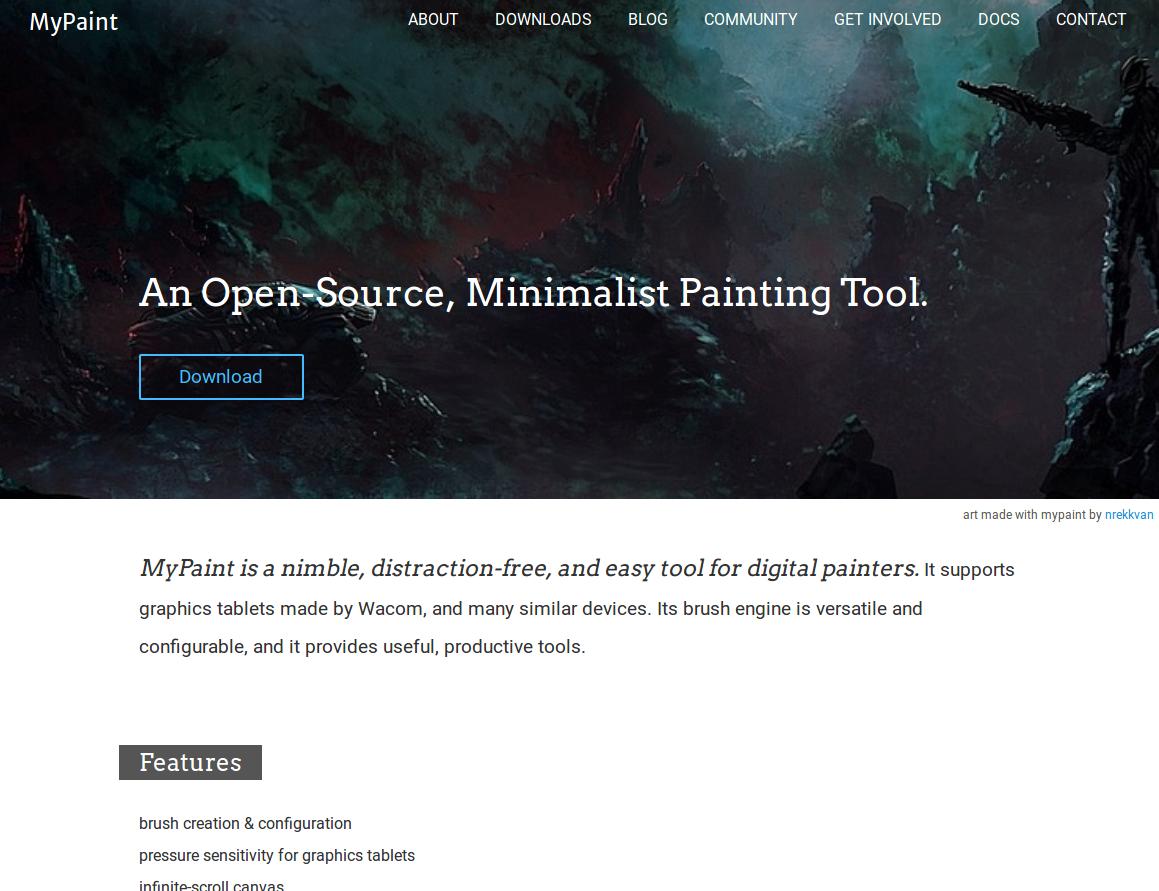 MyPaint
ABOUT DOWNLOADS BLOG COMMUNITY GET INVOLVED DOCS CONTACT
An Open-Source, Minimalist Painting Tool.
Download
art made with mypaint by nrekkvan
MyPaint is a nimble, distraction-free, and easy tool for digital painters. It supports
graphics tablets made by Wacom, and many similar devices. Its brush engine is versatile and
configurable, and it provides useful, productive tools.
Features
brush creation & configuration
pressure sensitivity for graphics tablets
infinite-scroll canvas